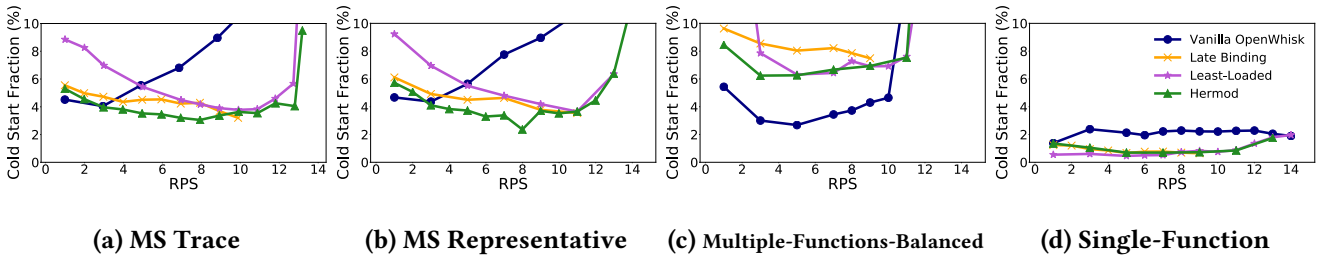 Cold Start Fraction (%)
10
8
6
4
2
0
0 2 4 6 8 10 12 14
RPS
(a) MS Trace
Cold Start Fraction (%)
10
8
6
4
2
0
0 2 4 6 8 10 12 14
RPS
(b) MS Representative
Cold Start Fraction (%)
10
8
6
4
2
0
0 2 4 6 8 10 12 14
RPS
(c) Multiple-Functions-Balanced
Cold Start Fraction (%)
10
8
6
4
2
0
0 2 4 6 8 10 12 14
RPS
Vanilla OpenWhisk
Late Binding
Least-Loaded
Hermod
(d) Single-Function